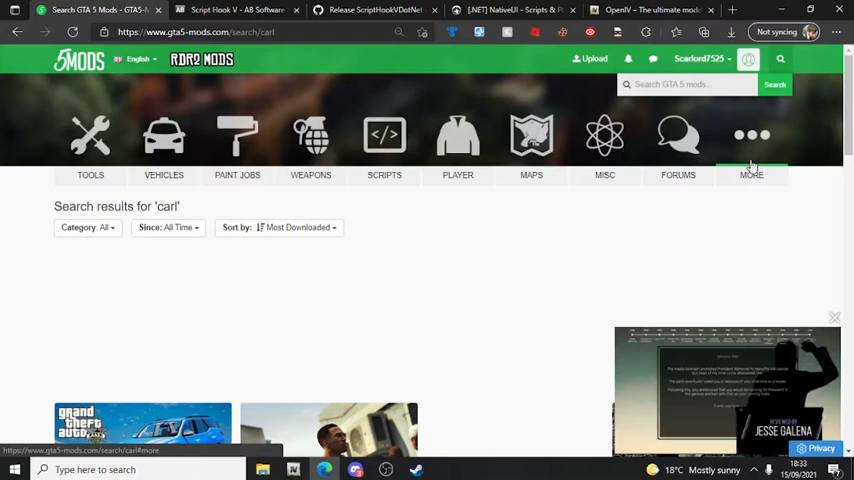 Search GTA 5 Mods - GTA5-M
Script Hook V - AB Software
Release ScriptHookVDotNet
[.NET] NativeUI - Scripts & Pl
OpenIV – The ultimate modd
https://www.gta5-mods.com/search/carl
Not syncing
5MODS
English
RDR2 MODS
Upload
Scarlord7525
Search GTA 5 mods...
Search
TOOLS
VEHICLES
PAINT JOBS
WEAPONS
SCRIPTS
PLAYER
MAPS
MISC
FORUMS
MORE
Search results for 'carl'
Category: All
Since: All Time
Sort by: Most Downloaded
REVIEWED BY
JESSE GALENA
grand
theft
auto
Privacy
https://www.gta5-mods.com/search/carl#more
Type here to search
18°C Mostly sunny
18:33
15/09/2021